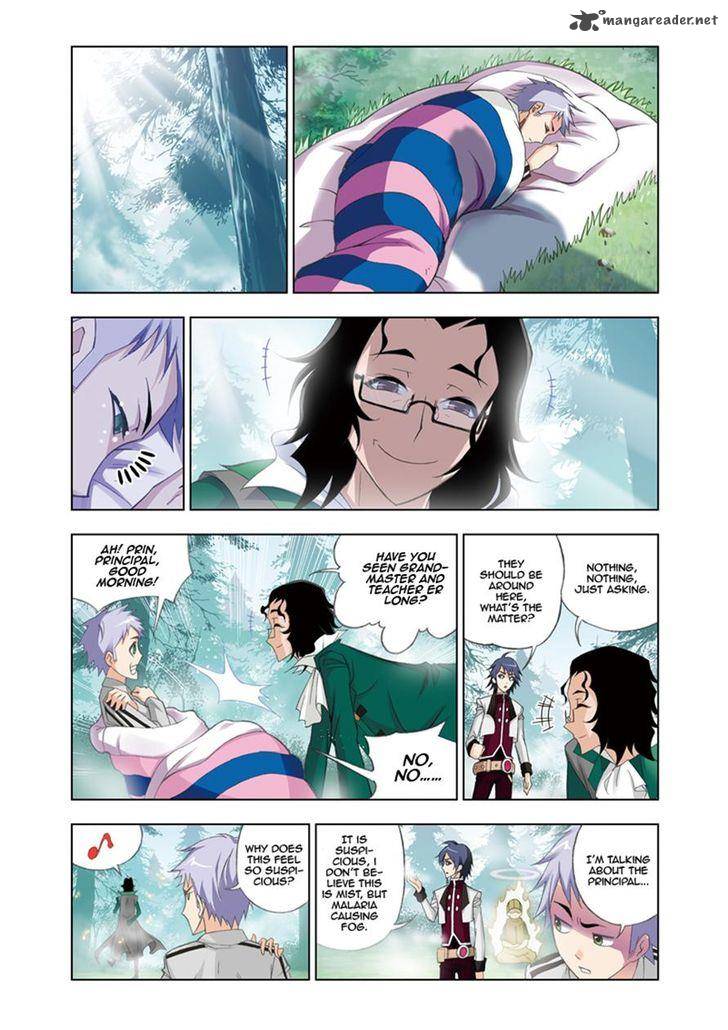 mangareader.net
AH! PRIN,
PRINCIPAL,
GOOD
MORNING!
HAVE YOU
SEEN GRAND-
MASTER AND
TEACHER ER
LONG?
NO,
NO......
THEY
SHOULD BE
AROUND
HERE,
WHAT'S THE
MATTER?
NOTHING,
NOTHING,
JUST ASKING.
WHY DOES
THIS FEEL
SO SUSPI-
CIOUS?
IT IS
SUSPI-
CIOUS, I
DON'T BE-
LIEVE THIS
IS MIST, BUT
MALARIA
CAUSING
FOG.
I'M TALKING
ABOUT THE
PRINCIPAL...